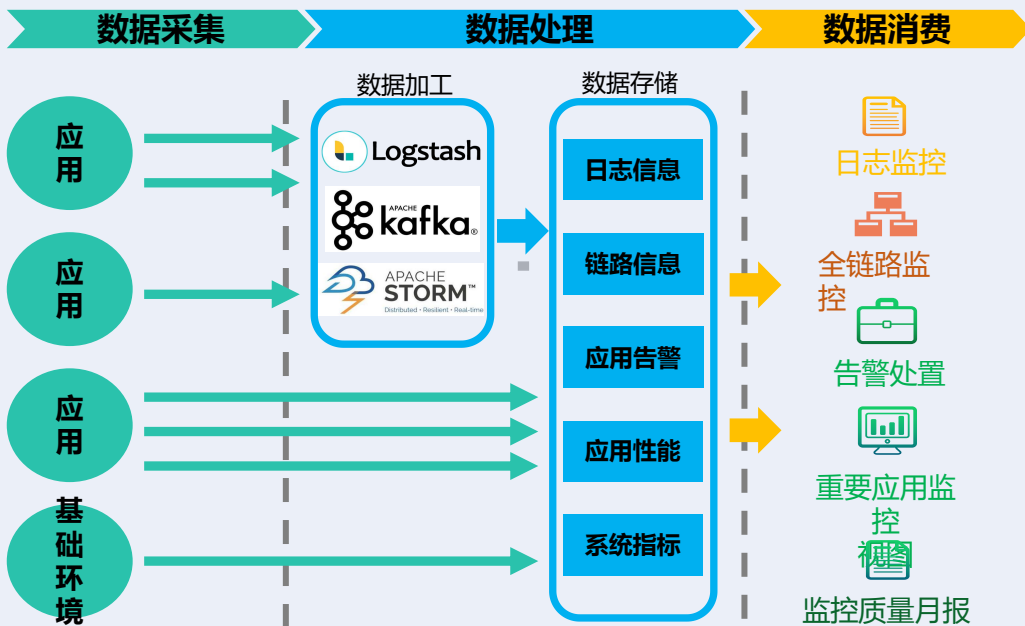 数据采集
数据处理
数据消费
数据加工
数据存储
应
用
应
用
应
用
基
础
环
境
Logstash
APACHE
kafka®
APACHE
STORM™
Distributed • Resilient • Real-time
日志信息
链路信息
应用告警
应用性能
系统指标
日志监控
全链路监
控
告警处置
重要应用监
控
视图
监控质量月报